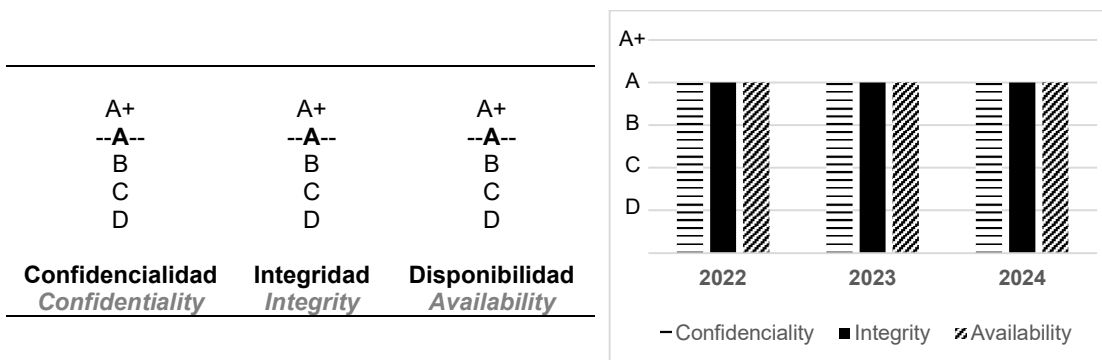 A+ A+ A+
--A-- --A-- --A--
B B B
C C C
D D D
Confidencialidad Integridad Disponibilidad
Confidentiality Integrity Availability
A+
A
B
C
D
2022 2023 2024
Confidenciality Integrity Availability